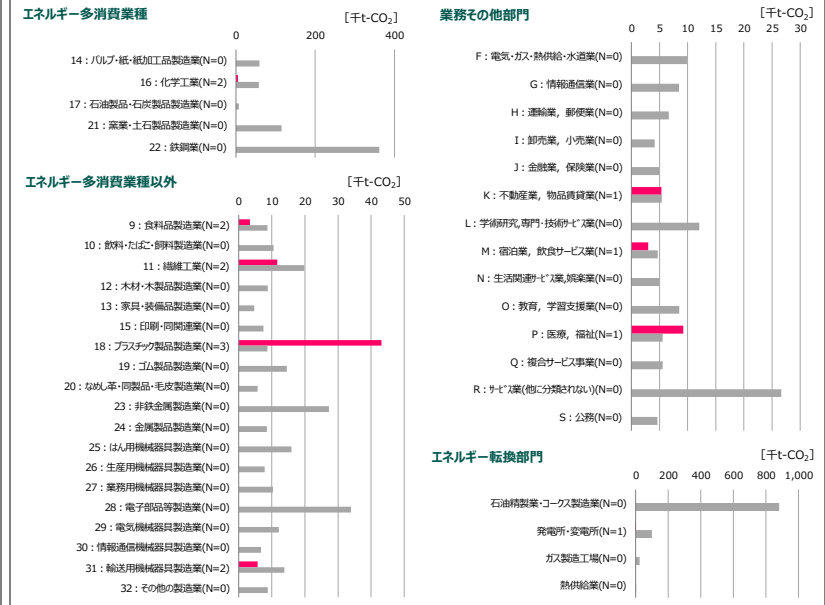 エネルギー多消費業種
[千t-CO₂]
0 200 400
14：パルプ・紙・紙加工品製造業(N=0)
16：化学工業(N=2)
17：石油製品・石炭製品製造業(N=0)
21：窯業・土石製品製造業(N=0)
22：鉄鋼業(N=0)
エネルギー多消費業種以外
[千t-CO₂]
0 10 20 30 40 50
9：食料品製造業(N=2)
10：飲料・たばこ・飼料製造業(N=0)
11：繊維工業(N=2)
12：木材・木製品製造業(N=0)
13：家具・装備品製造業(N=0)
15：印刷・同関連業(N=0)
18：プラスチック製品製造業(N=3)
19：ゴム製品製造業(N=0)
20：なめし革・同製品・毛皮製造業(N=0)
23：非鉄金属製造業(N=0)
24：金属製品製造業(N=0)
25：はん用機械器具製造業(N=0)
26：生産用機械器具製造業(N=0)
27：業務用機械器具製造業(N=0)
28：電子部品等製造業(N=0)
29：電気機械器具製造業(N=0)
30：情報通信機械器具製造業(N=0)
31：輸送用機械器具製造業(N=2)
32：その他の製造業(N=0)
業務その他部門
[千t-CO₂]
0 5 10 15 20 25 30
F：電気・ガス・熱供給・水道業(N=0)
G：情報通信業(N=0)
H：運輸業，郵便業(N=0)
I：卸売業，小売業(N=0)
J：金融業，保険業(N=0)
K：不動産業，物品賃貸業(N=1)
L：学術研究,専門・技術ｻｰﾋﾞｽ業(N=0)
M：宿泊業，飲食サービス業(N=1)
N：生活関連ｻｰﾋﾞｽ業,娯楽業(N=0)
O：教育，学習支援業(N=0)
P：医療，福祉(N=1)
Q：複合サービス事業(N=0)
R：ｻｰﾋﾞｽ業(他に分類されない)(N=0)
S：公務(N=0)
エネルギー転換部門
[千t-CO₂]
0 200 400 600 800 1,000
石油精製業・コークス製造業(N=0)
発電所・変電所(N=1)
ガス製造工場(N=0)
熱供給業(N=0)